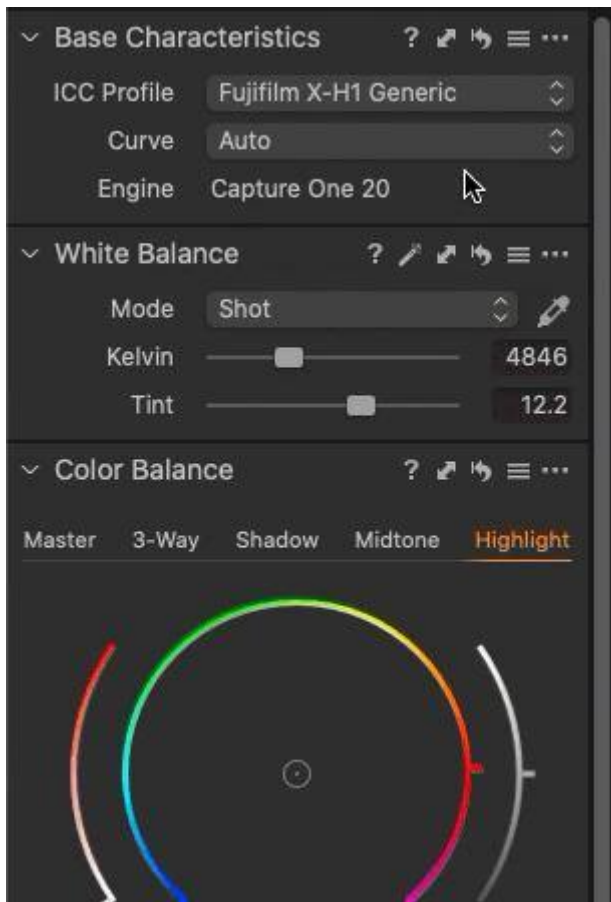 Base Characteristics ?
ICC Profile Fujifilm X-H1 Generic
Curve Auto
Engine Capture One 20
White Balance ?
Mode Shot
Kelvin 4846
Tint 12.2
Color Balance ?
Master 3-Way Shadow Midtone Highlight